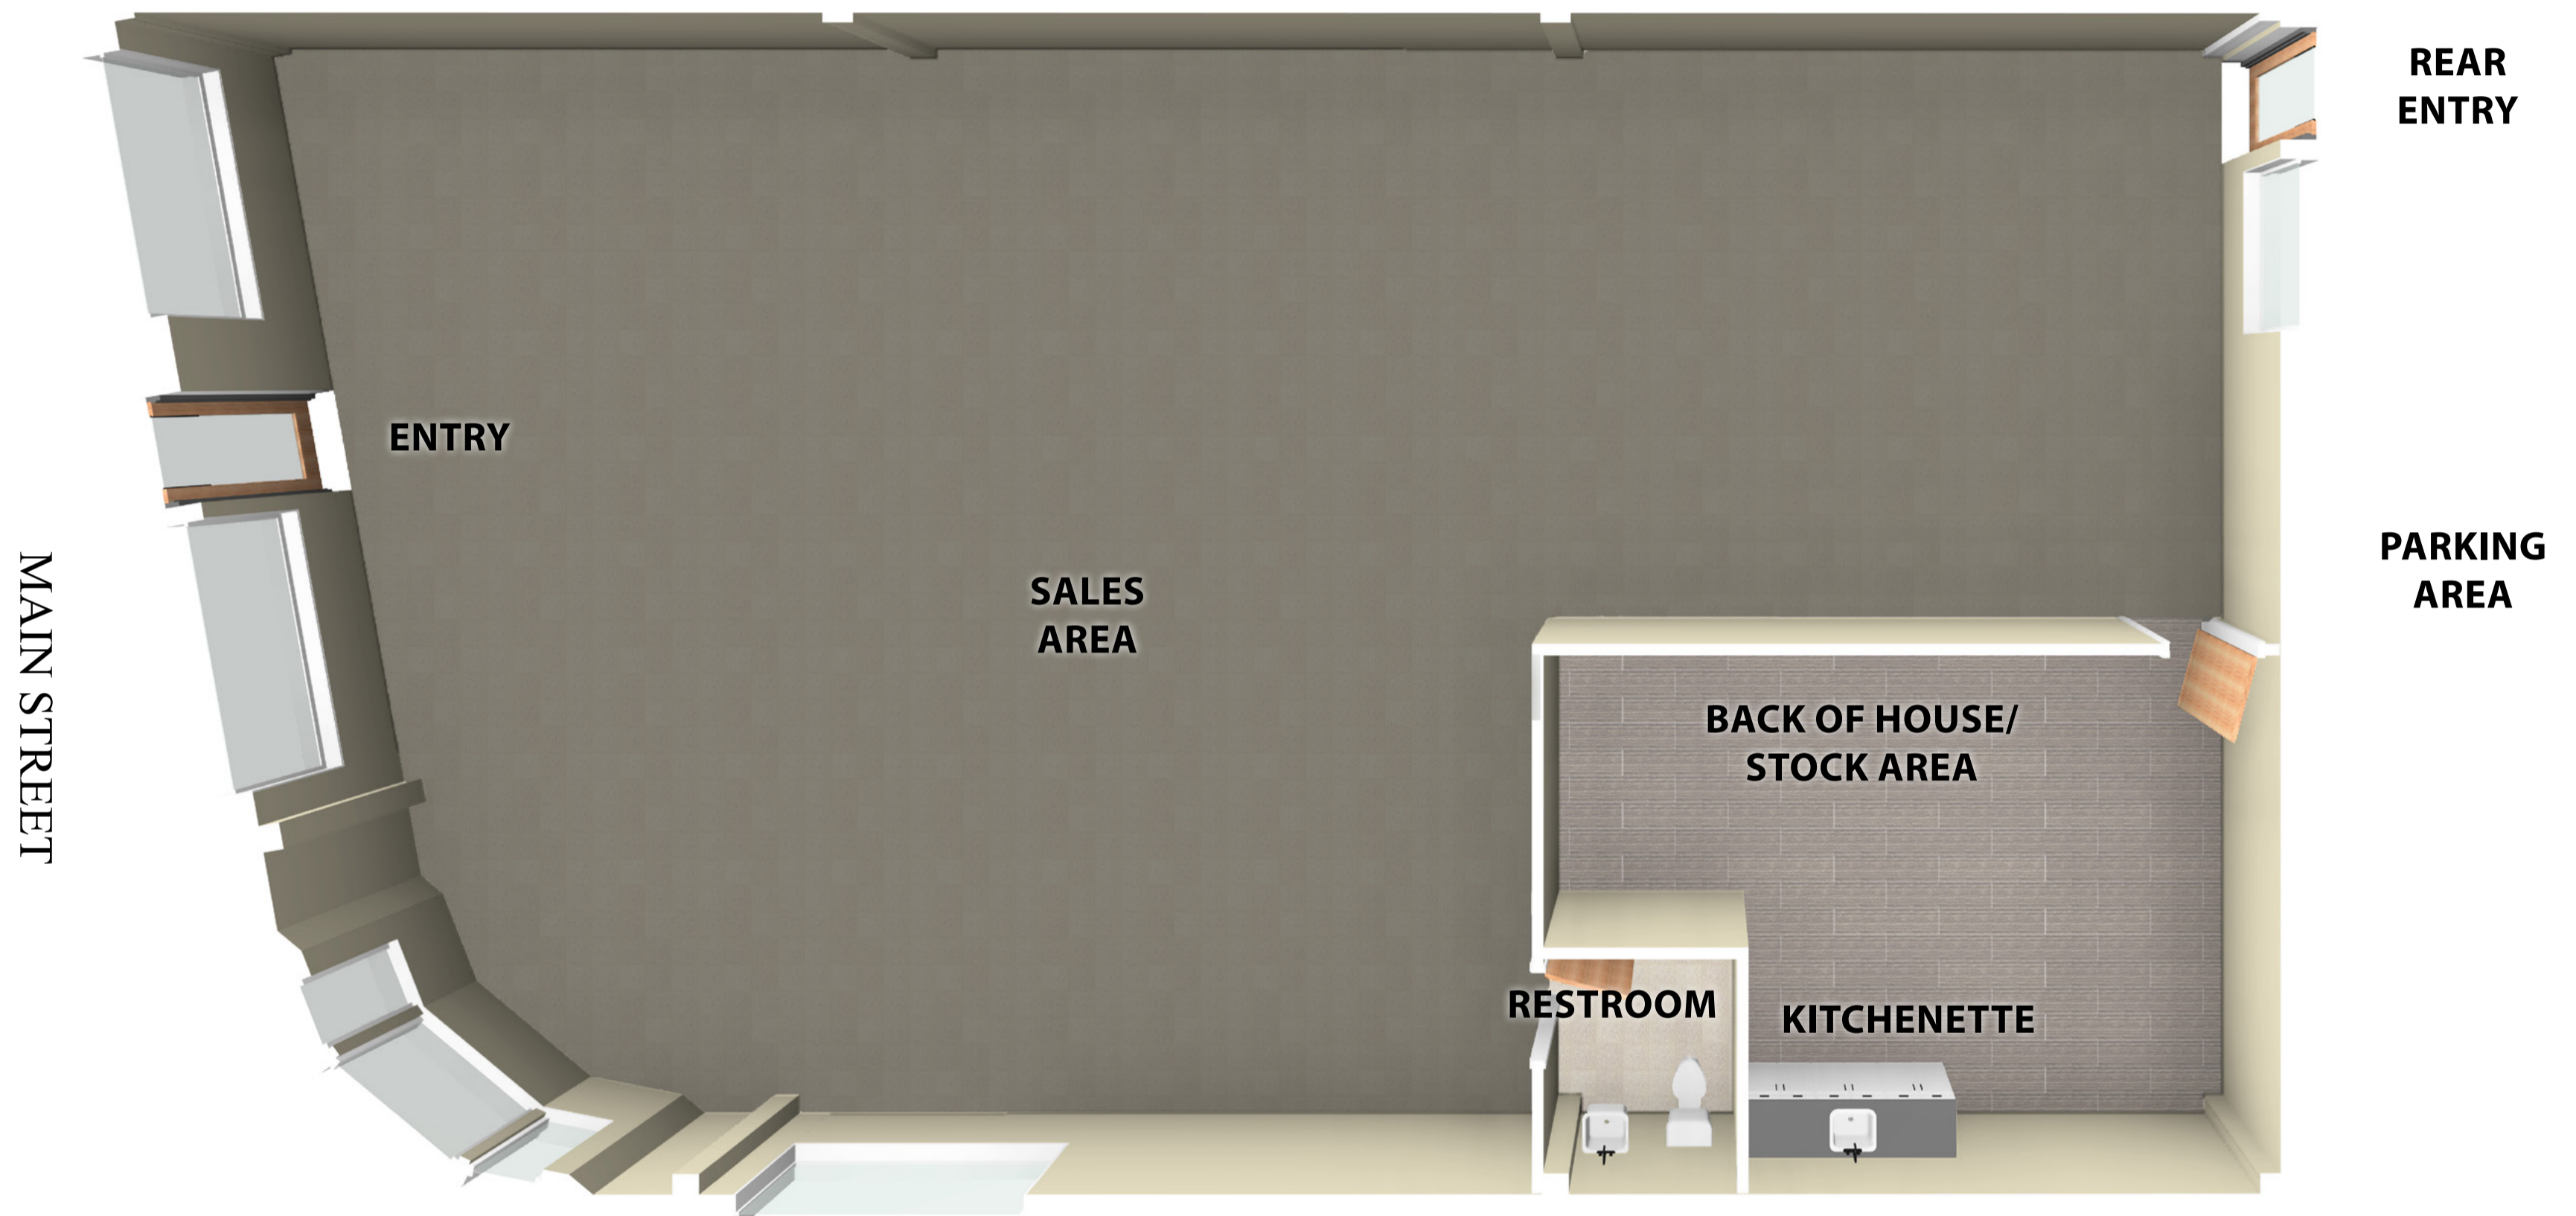 REAR
ENTRY
ENTRY
MAIN STREET
SALES
AREA
PARKING
AREA
BACK OF HOUSE/
STOCK AREA
RESTROOM
KITCHENETTE